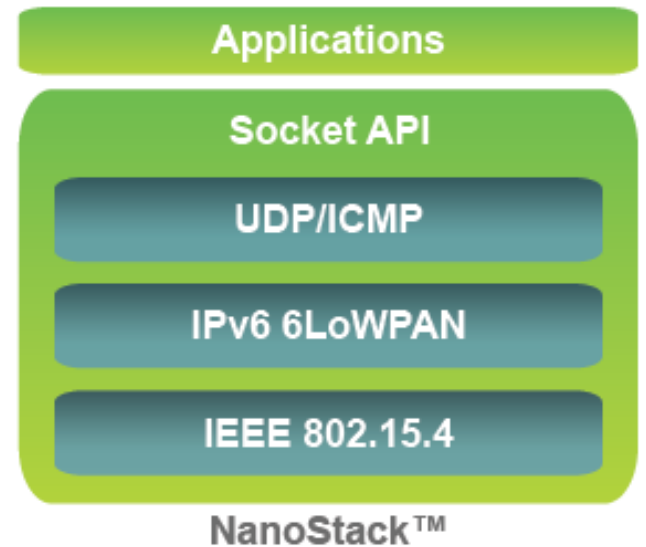 Applications
Socket API
UDP/ICMP
IPv6 6LoWPAN
IEEE 802.15.4
NanoStack™